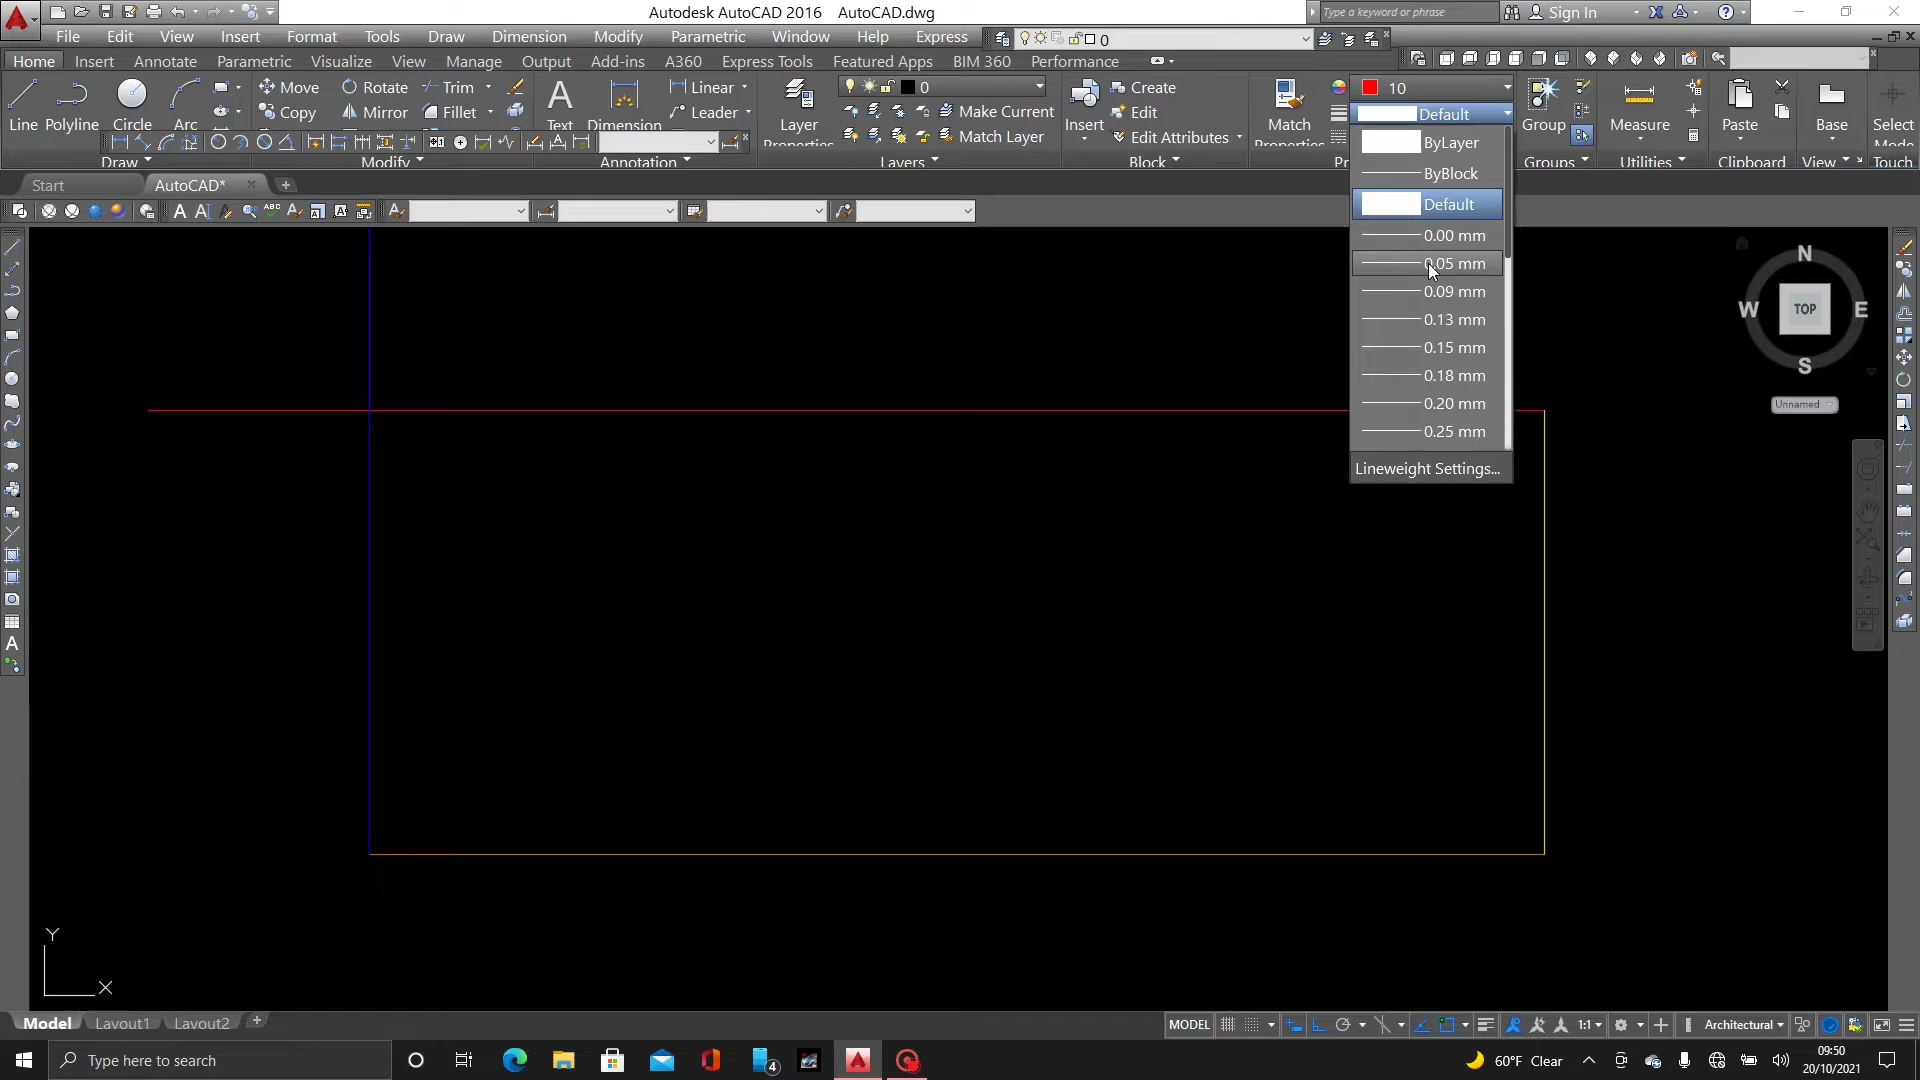 Autodesk AutoCAD 2016 AutoCAD.dwg
Type a keyword or phrase
Sign In
File Edit View Insert Format Tools Draw Dimension Modify Parametric Window Help Express
0
Home Insert Annotate Parametric Visualize View Manage Output Add-ins A360 Express Tools Featured Apps BIM 360 Performance
Line Polyline Circle Arc
Move Rotate Trim
Copy Mirror Fillet
Text Dimension
Linear
Leader
Layer
Properties
0
Make Current
Match Layer
Insert
Create
Edit
Edit Attributes
Match
Properties
10
Default
Group
Measure
Paste
Base
Select
Mode
Draw Modify Annotation Layers Block Pr Groups Utilities Clipboard View Touch
ByLayer
ByBlock
Default
0.00 mm
0.05 mm
0.09 mm
0.13 mm
0.15 mm
0.18 mm
0.20 mm
0.25 mm
Lineweight Settings...
Start AutoCAD*
ABC
N
W TOP E
S
Unnamed
Y
X
Model Layout1 Layout2
MODEL 1:1 Architectural
Type here to search
4
60°F Clear
09:50
20/10/2021